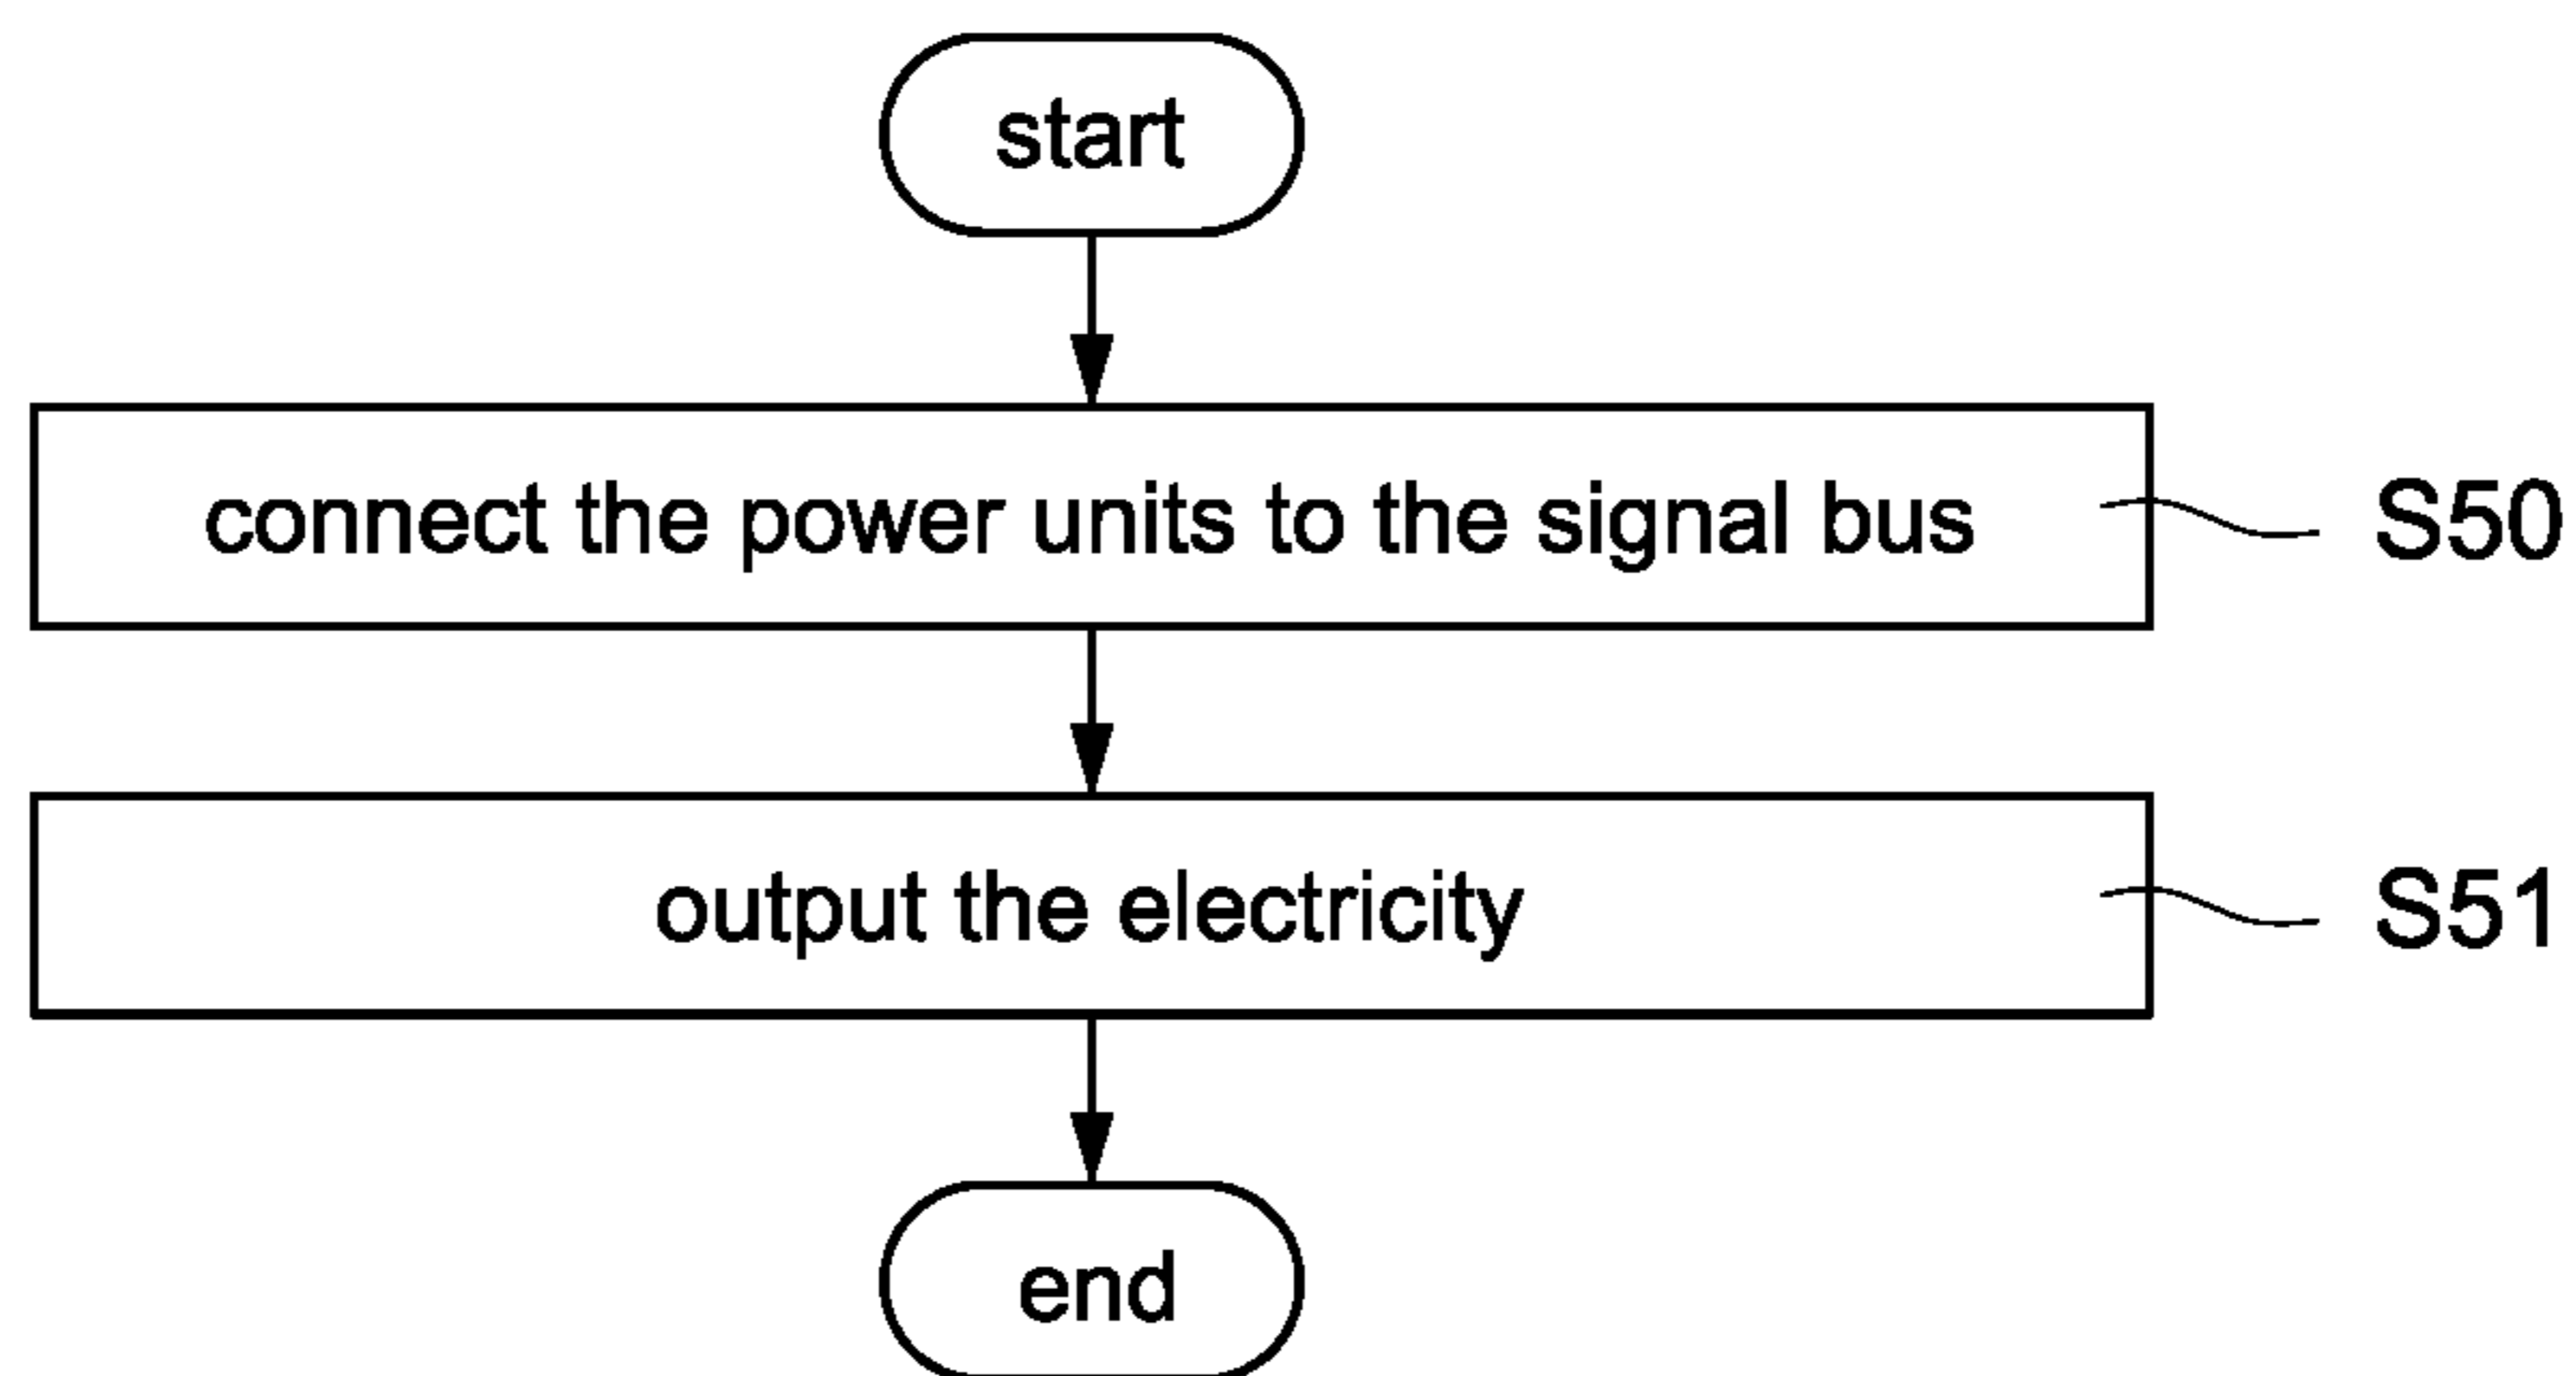 start
connect the power units to the signal bus
S50
output the electricity
S51
end